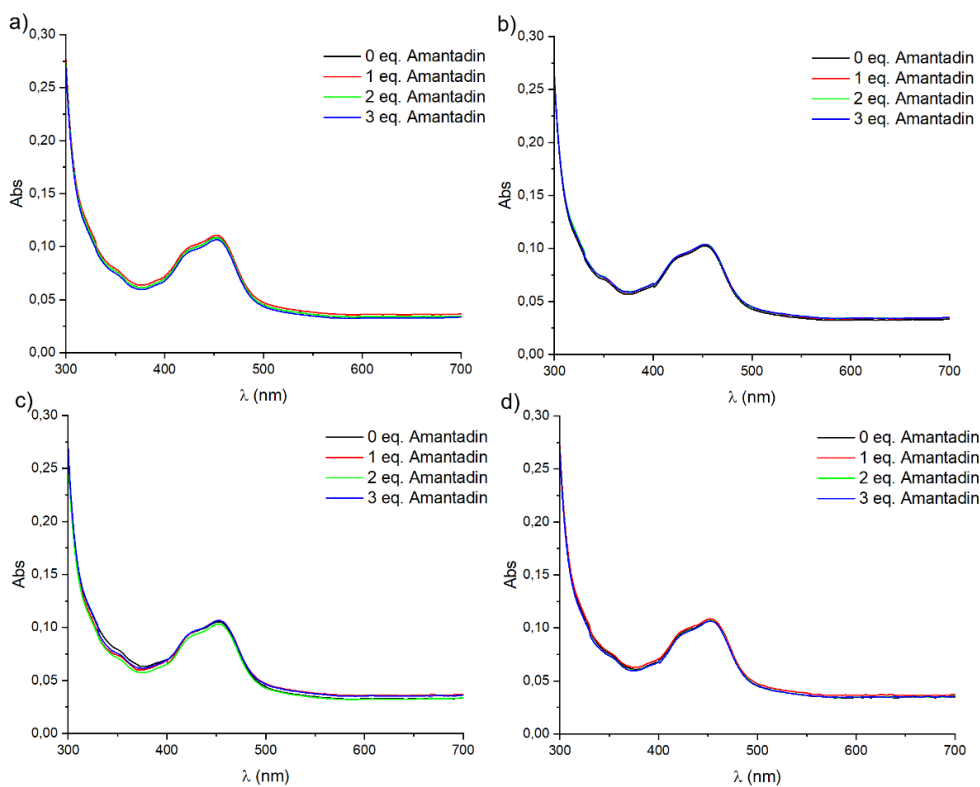 a)
0 eq. Amantadin
1 eq. Amantadin
2 eq. Amantadin
3 eq. Amantadin
0,30
0,25
0,20
0,15
0,10
0,05
0,00
Abs
300 400 500 600 700
λ (nm)
b)
0 eq. Amantadin
1 eq. Amantadin
2 eq. Amantadin
3 eq. Amantadin
0,30
0,25
0,20
0,15
0,10
0,05
0,00
Abs
300 400 500 600 700
λ (nm)
c)
0 eq. Amantadin
1 eq. Amantadin
2 eq. Amantadin
3 eq. Amantadin
0,30
0,25
0,20
0,15
0,10
0,05
0,00
Abs
300 400 500 600 700
λ (nm)
d)
0 eq. Amantadin
1 eq. Amantadin
2 eq. Amantadin
3 eq. Amantadin
0,30
0,25
0,20
0,15
0,10
0,05
0,00
Abs
300 400 500 600 700
λ (nm)